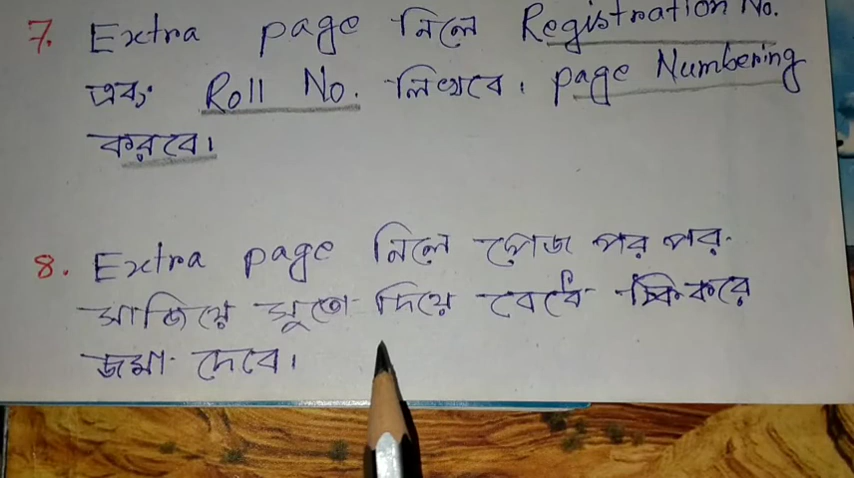 7. Extra page নিলে Registration No.
এবং Roll No. লিখবে। page Numbering
করবে।
8. Extra page নিলে পেজ পর পর
সাজিয়ে সুতো দিয়ে বেঁধে ঠিক করে
জমা দেবে।